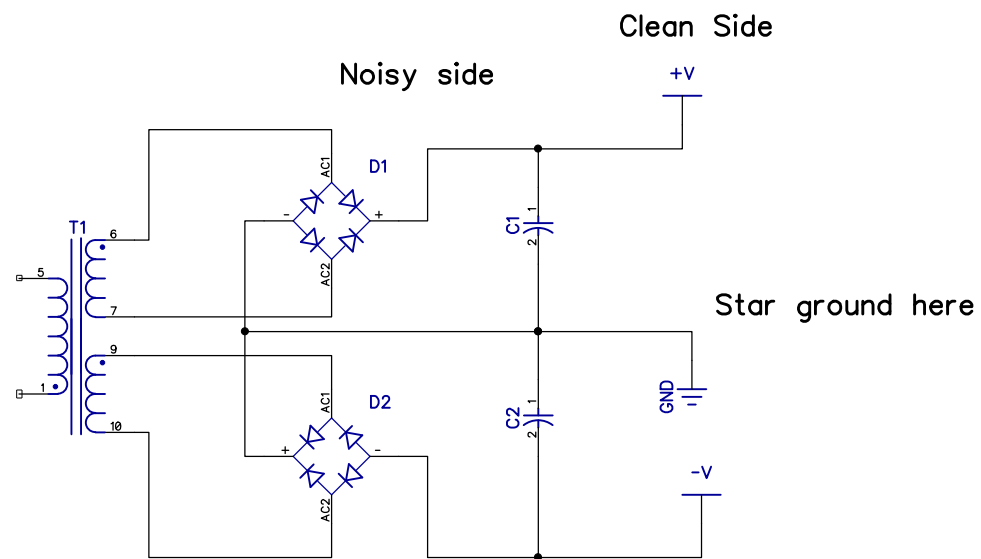 Clean Side
Noisy side
+V
AC1
D1
- +
C1
1
2
T1
6
AC2
5
7
Star ground here
9
1
AC1
D2
GND
C2
1
2
10
+ -
AC2
-V